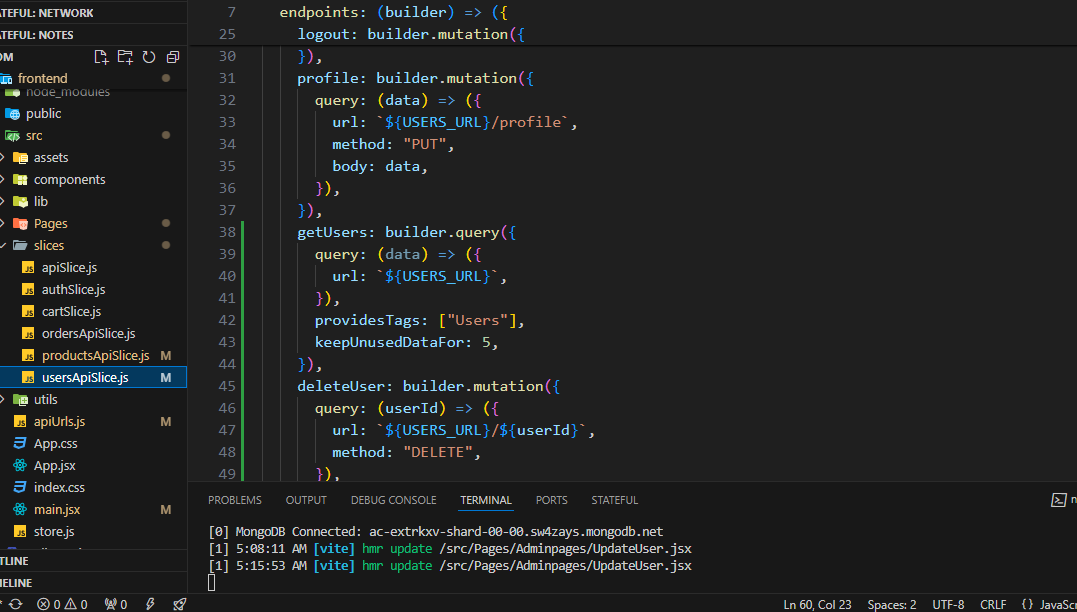 ATEFUL: NETWORK
ATEFUL: NOTES
OM
frontend
node_modules
public
src
assets
components
lib
Pages
slices
apiSlice.js
authSlice.js
cartSlice.js
ordersApiSlice.js
productsApiSlice.js M
usersApiSlice.js M
utils
apiUrls.js M
App.css
App.jsx
index.css
main.jsx M
store.js
TLINE
MELINE
7 endpoints: (builder) => ({
25 logout: builder.mutation({
30 }),
31 profile: builder.mutation({
32 query: (data) => ({
33 url: `${USERS_URL}/profile`,
34 method: "PUT",
35 body: data,
36 }),
37 }),
38 getUsers: builder.query({
39 query: (data) => ({
40 url: `${USERS_URL}`,
41 }),
42 providesTags: ["Users"],
43 keepUnusedDataFor: 5,
44 }),
45 deleteUser: builder.mutation({
46 query: (userId) => ({
47 url: `${USERS_URL}/${userId}`,
48 method: "DELETE",
49 }),
PROBLEMS OUTPUT DEBUG CONSOLE TERMINAL PORTS STATEFUL n
[0] MongoDB Connected: ac-extrkxv-shard-00-00.sw4zays.mongodb.net
[1] 5:08:11 AM [vite] hmr update /src/Pages/Adminpages/UpdateUser.jsx
[1] 5:15:53 AM [vite] hmr update /src/Pages/Adminpages/UpdateUser.jsx
0 0 0 Ln 60, Col 23 Spaces: 2 UTF-8 CRLF {} JavaScr